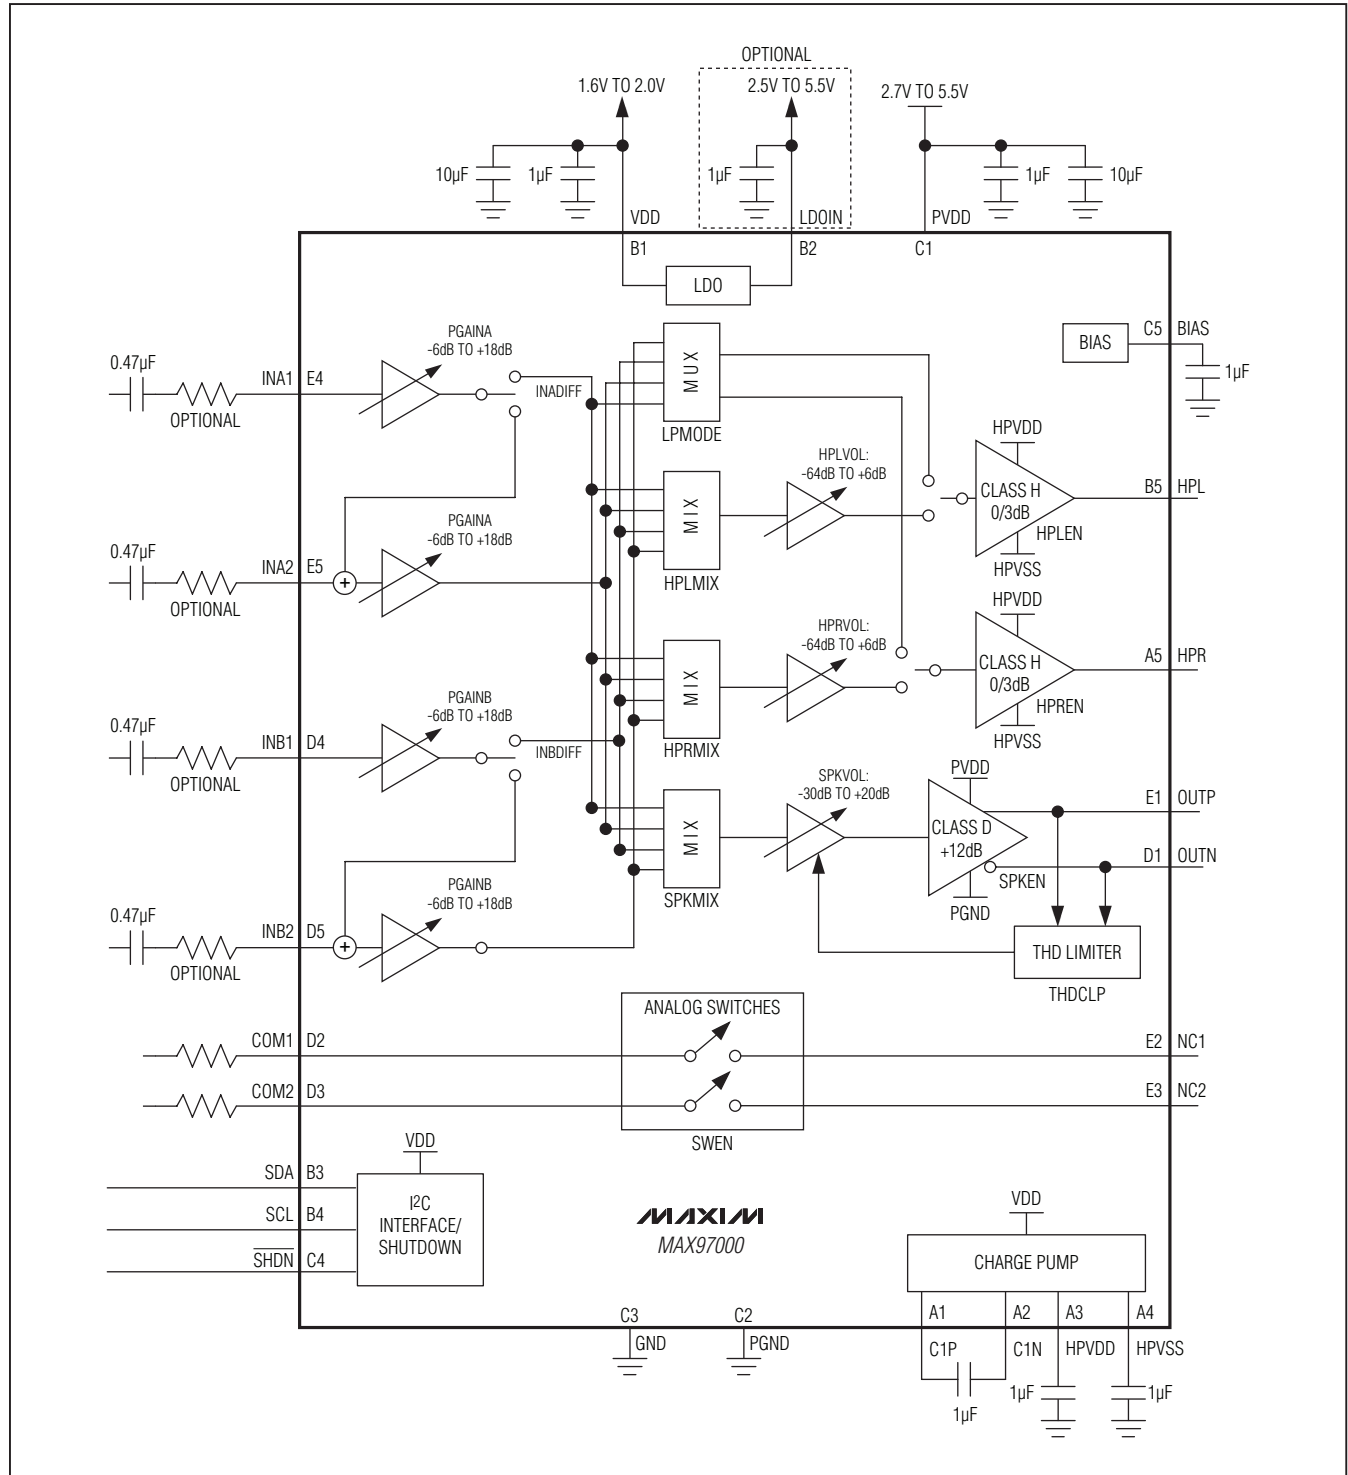 OPTIONAL
1.6V TO 2.0V
2.5V TO 5.5V
2.7V TO 5.5V
10µF
1µF
1µF
1µF
10µF
VDD
LDOIN
PVDD
B1
B2
C1
LDO
BIAS
C5
BIAS
1µF
0.47µF
OPTIONAL
INA1
E4
PGAINA
-6dB TO +18dB
INADIFF
MUX
LPMODE
HPLVOL:
-64dB TO +6dB
HPVDD
CLASS H
0/3dB
HPLEN
HPVSS
B5
HPL
0.47µF
OPTIONAL
INA2
E5
+
PGAINA
-6dB TO +18dB
MIX
HPLMIX
HPRVOL:
-64dB TO +6dB
HPVDD
CLASS H
0/3dB
HPREN
HPVSS
A5
HPR
0.47µF
OPTIONAL
INB1
D4
PGAINB
-6dB TO +18dB
INBDIFF
MIX
HPRMIX
SPKVOL:
-30dB TO +20dB
PVDD
CLASS D
+12dB
SPKEN
PGND
E1
OUTP
D1
OUTN
0.47µF
OPTIONAL
INB2
D5
+
PGAINB
-6dB TO +18dB
MIX
SPKMIX
THD LIMITER
THDCLP
ANALOG SWITCHES
COM1
D2
E2
NC1
COM2
D3
E3
NC2
SWEN
VDD
SDA
B3
SCL
B4
SHDN
C4
I2C
INTERFACE/
SHUTDOWN
MAXIM
MAX97000
VDD
CHARGE PUMP
C3
GND
C2
PGND
A1
A2
A3
A4
C1P
C1N
HPVDD
HPVSS
1µF
1µF
1µF